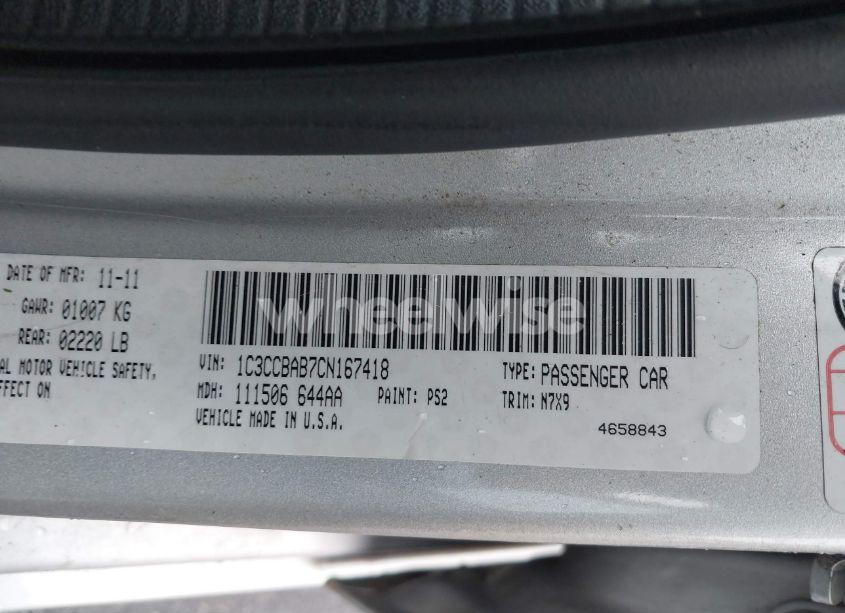 DATE OF MFR: 11-11
GAWR: 01007 KG
REAR: 02220 LB
AL MOTOR VEHICLE SAFETY,
FFECT ON
wheelwise
VIN: 1C3CCBAB7CN167418
TYPE: PASSENGER CAR
MDH: 111506 644AA PAINT: PS2
TRIM: N7X9
VEHICLE MADE IN U.S.A.
4658843